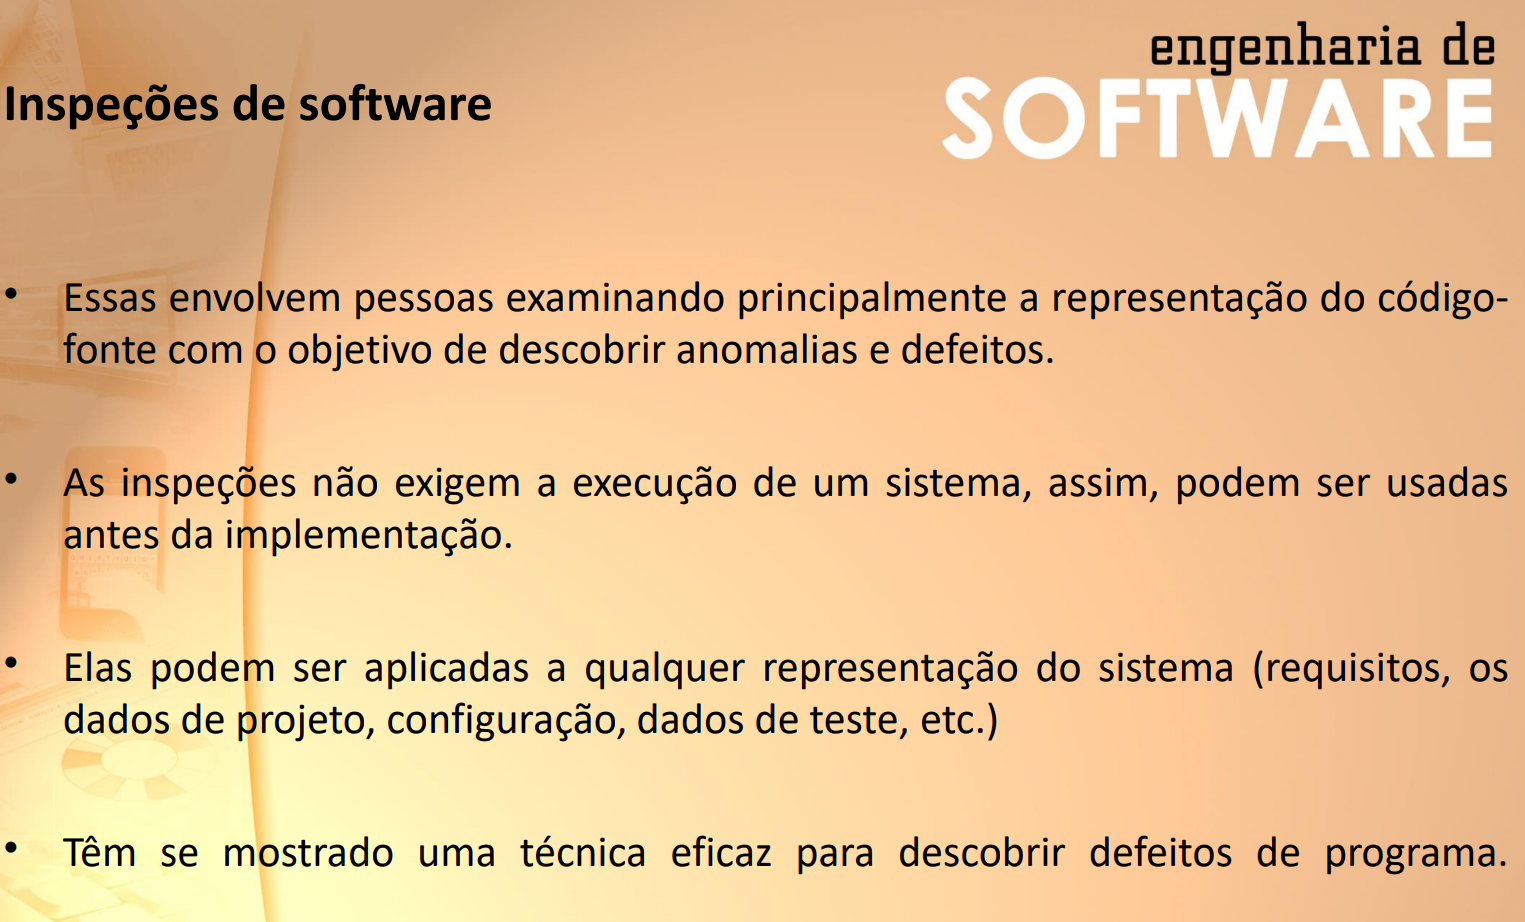 engenharia de
SOFTWARE
Inspeções de software
• Essas envolvem pessoas examinando principalmente a representação do código-
fonte com o objetivo de descobrir anomalias e defeitos.
• As inspeções não exigem a execução de um sistema, assim, podem ser usadas
antes da implementação.
• Elas podem ser aplicadas a qualquer representação do sistema (requisitos, os
dados de projeto, configuração, dados de teste, etc.)
• Têm se mostrado uma técnica eficaz para descobrir defeitos de programa.